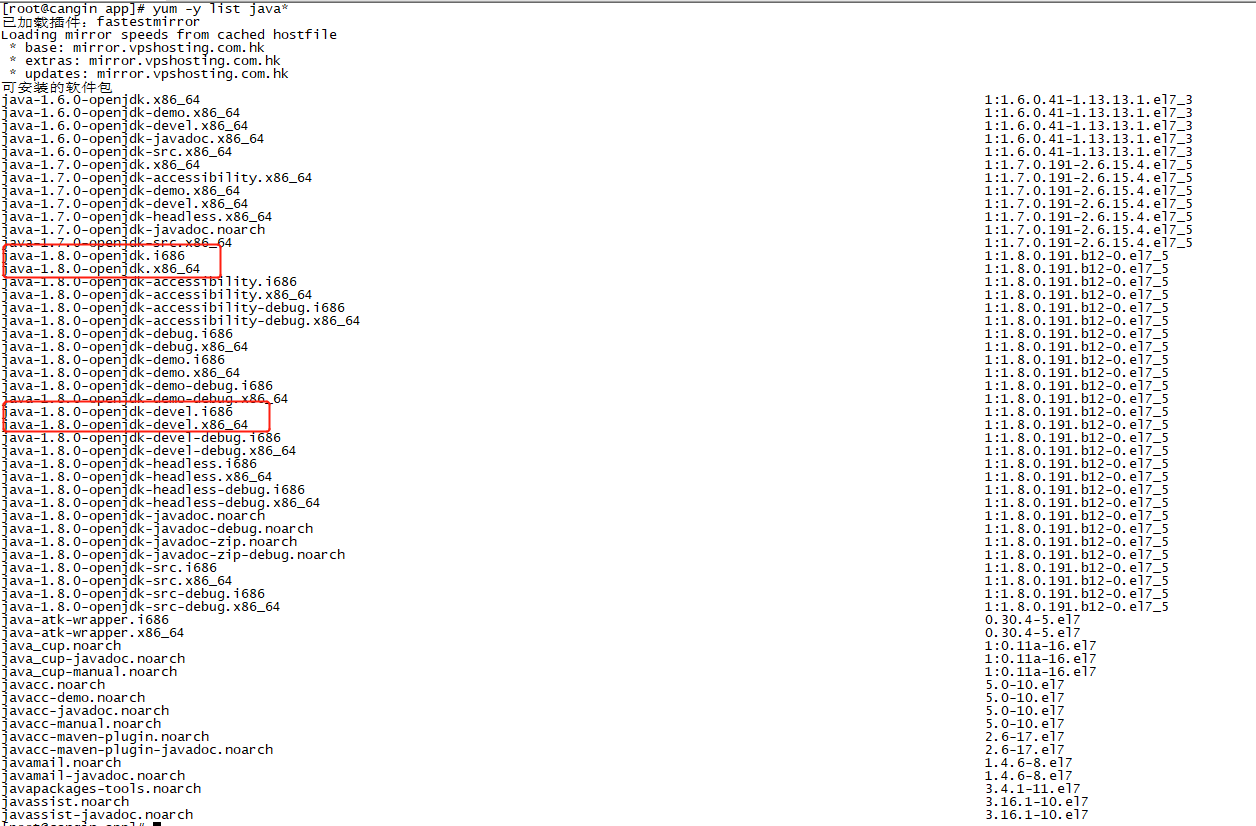 [root@cangin app]# yum -y list java*
已加载插件：fastestmirror
Loading mirror speeds from cached hostfile
 * base: mirror.vpshosting.com.hk
 * extras: mirror.vpshosting.com.hk
 * updates: mirror.vpshosting.com.hk
可安装的软件包
java-1.6.0-openjdk.x86_64 1:1.6.0.41-1.13.13.1.el7_3
java-1.6.0-openjdk-demo.x86_64 1:1.6.0.41-1.13.13.1.el7_3
java-1.6.0-openjdk-devel.x86_64 1:1.6.0.41-1.13.13.1.el7_3
java-1.6.0-openjdk-javadoc.x86_64 1:1.6.0.41-1.13.13.1.el7_3
java-1.6.0-openjdk-src.x86_64 1:1.6.0.41-1.13.13.1.el7_3
java-1.7.0-openjdk.x86_64 1:1.7.0.191-2.6.15.4.el7_5
java-1.7.0-openjdk-accessibility.x86_64 1:1.7.0.191-2.6.15.4.el7_5
java-1.7.0-openjdk-demo.x86_64 1:1.7.0.191-2.6.15.4.el7_5
java-1.7.0-openjdk-devel.x86_64 1:1.7.0.191-2.6.15.4.el7_5
java-1.7.0-openjdk-headless.x86_64 1:1.7.0.191-2.6.15.4.el7_5
java-1.7.0-openjdk-javadoc.noarch 1:1.7.0.191-2.6.15.4.el7_5
java-1.7.0-openjdk-src.x86_64 1:1.7.0.191-2.6.15.4.el7_5
java-1.8.0-openjdk.i686 1:1.8.0.191.b12-0.el7_5
java-1.8.0-openjdk.x86_64 1:1.8.0.191.b12-0.el7_5
java-1.8.0-openjdk-accessibility.i686 1:1.8.0.191.b12-0.el7_5
java-1.8.0-openjdk-accessibility.x86_64 1:1.8.0.191.b12-0.el7_5
java-1.8.0-openjdk-accessibility-debug.i686 1:1.8.0.191.b12-0.el7_5
java-1.8.0-openjdk-accessibility-debug.x86_64 1:1.8.0.191.b12-0.el7_5
java-1.8.0-openjdk-debug.i686 1:1.8.0.191.b12-0.el7_5
java-1.8.0-openjdk-debug.x86_64 1:1.8.0.191.b12-0.el7_5
java-1.8.0-openjdk-demo.i686 1:1.8.0.191.b12-0.el7_5
java-1.8.0-openjdk-demo.x86_64 1:1.8.0.191.b12-0.el7_5
java-1.8.0-openjdk-demo-debug.i686 1:1.8.0.191.b12-0.el7_5
java-1.8.0-openjdk-demo-debug.x86_64 1:1.8.0.191.b12-0.el7_5
java-1.8.0-openjdk-devel.i686 1:1.8.0.191.b12-0.el7_5
java-1.8.0-openjdk-devel.x86_64 1:1.8.0.191.b12-0.el7_5
java-1.8.0-openjdk-devel-debug.i686 1:1.8.0.191.b12-0.el7_5
java-1.8.0-openjdk-devel-debug.x86_64 1:1.8.0.191.b12-0.el7_5
java-1.8.0-openjdk-headless.i686 1:1.8.0.191.b12-0.el7_5
java-1.8.0-openjdk-headless.x86_64 1:1.8.0.191.b12-0.el7_5
java-1.8.0-openjdk-headless-debug.i686 1:1.8.0.191.b12-0.el7_5
java-1.8.0-openjdk-headless-debug.x86_64 1:1.8.0.191.b12-0.el7_5
java-1.8.0-openjdk-javadoc.noarch 1:1.8.0.191.b12-0.el7_5
java-1.8.0-openjdk-javadoc-debug.noarch 1:1.8.0.191.b12-0.el7_5
java-1.8.0-openjdk-javadoc-zip.noarch 1:1.8.0.191.b12-0.el7_5
java-1.8.0-openjdk-javadoc-zip-debug.noarch 1:1.8.0.191.b12-0.el7_5
java-1.8.0-openjdk-src.i686 1:1.8.0.191.b12-0.el7_5
java-1.8.0-openjdk-src.x86_64 1:1.8.0.191.b12-0.el7_5
java-1.8.0-openjdk-src-debug.i686 1:1.8.0.191.b12-0.el7_5
java-1.8.0-openjdk-src-debug.x86_64 1:1.8.0.191.b12-0.el7_5
java-atk-wrapper.i686 0.30.4-5.el7
java-atk-wrapper.x86_64 0.30.4-5.el7
java_cup.noarch 1:0.11a-16.el7
java_cup-javadoc.noarch 1:0.11a-16.el7
java_cup-manual.noarch 1:0.11a-16.el7
javacc.noarch 5.0-10.el7
javacc-demo.noarch 5.0-10.el7
javacc-javadoc.noarch 5.0-10.el7
javacc-manual.noarch 5.0-10.el7
javacc-maven-plugin.noarch 2.6-17.el7
javacc-maven-plugin-javadoc.noarch 2.6-17.el7
javamail.noarch 1.4.6-8.el7
javamail-javadoc.noarch 1.4.6-8.el7
javapackages-tools.noarch 3.4.1-11.el7
javassist.noarch 3.16.1-10.el7
javassist-javadoc.noarch 3.16.1-10.el7
[root@cangin app]#